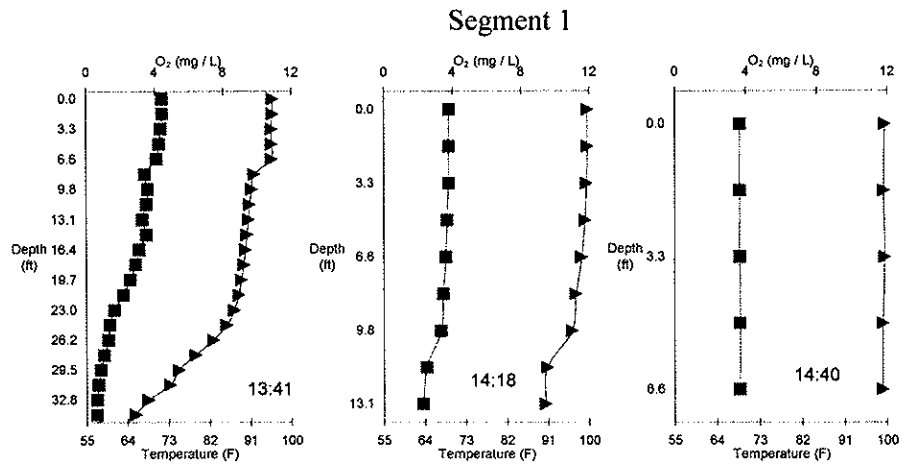 Segment 1
O₂ (mg / L)
0 4 8 12
0.0
3.3
6.6
9.8
13.1
16.4
19.7
23.0
26.2
29.5
32.8
Depth
(ft)
13:41
55 64 73 82 91 100
Temperature (F)
O₂ (mg / L)
0 4 8 12
0.0
3.3
6.6
9.8
13.1
Depth
(ft)
14:18
55 64 73 82 91 100
Temperature (F)
O₂ (mg / L)
0 4 8 12
0.0
3.3
6.6
Depth
(ft)
14:40
55 64 73 82 91 100
Temperature (F)